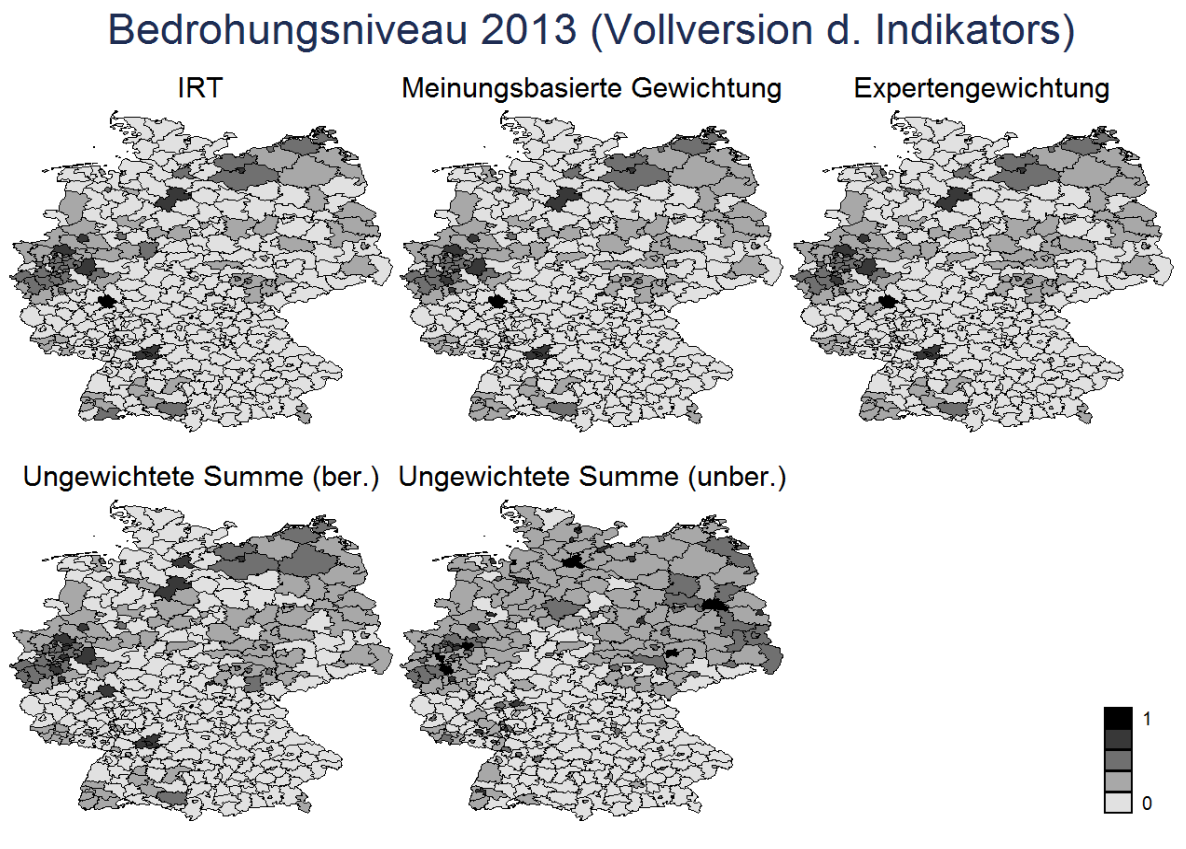 Bedrohungsniveau 2013 (Vollversion d. Indikators)
IRT
Meinungsbasierte Gewichtung
Expertengewichtung
Ungewichtete Summe (ber.)
Ungewichtete Summe (unber.)
1
0